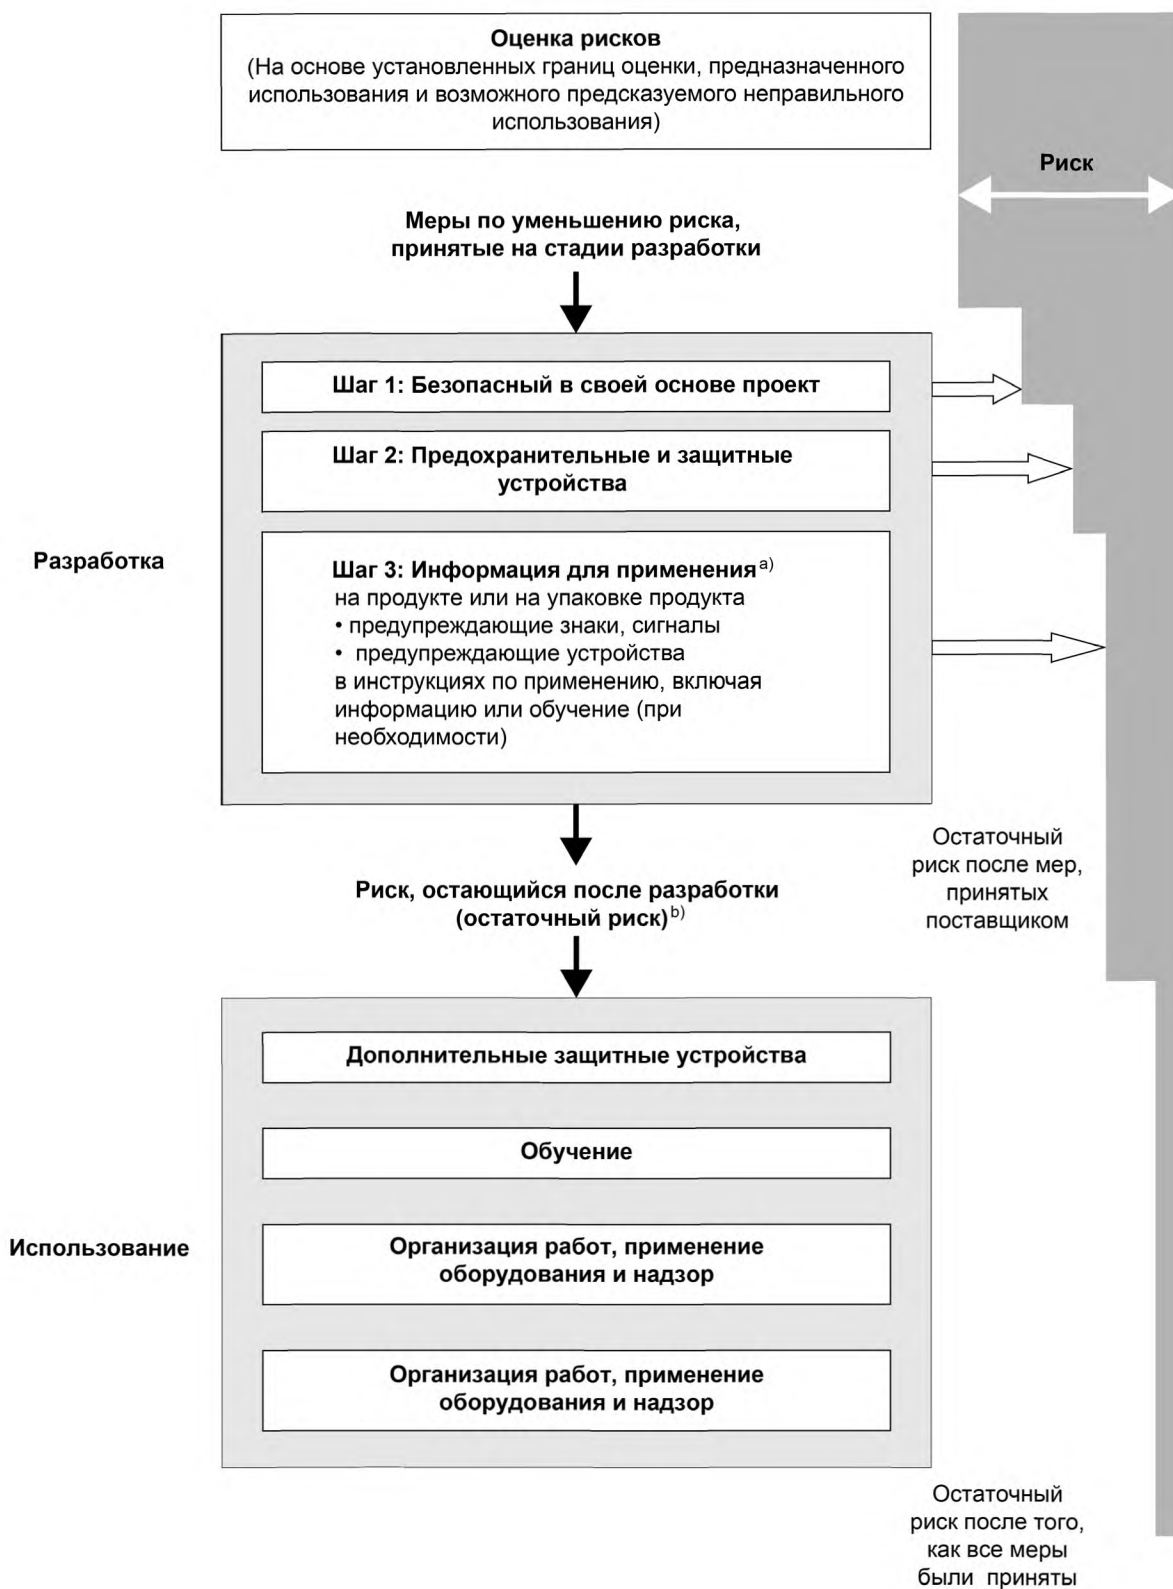 Оценка рисков
(На основе установленных границ оценки, предназначенного
использования и возможного предсказуемого неправильного
использования)
Риск
Меры по уменьшению риска,
принятые на стадии разработки
Разработка
Шаг 1: Безопасный в своей основе проект
Шаг 2: Предохранительные и защитные
устройства
Шаг 3: Информация для применения a)
на продукте или на упаковке продукта
• предупреждающие знаки, сигналы
• предупреждающие устройства
в инструкциях по применению, включая
информацию или обучение (при
необходимости)
Остаточный
риск после мер,
принятых
поставщиком
Риск, остающийся после разработки
(остаточный риск) b)
Использование
Дополнительные защитные устройства
Обучение
Организация работ, применение
оборудования и надзор
Организация работ, применение
оборудования и надзор
Остаточный
риск после того,
как все меры
были приняты